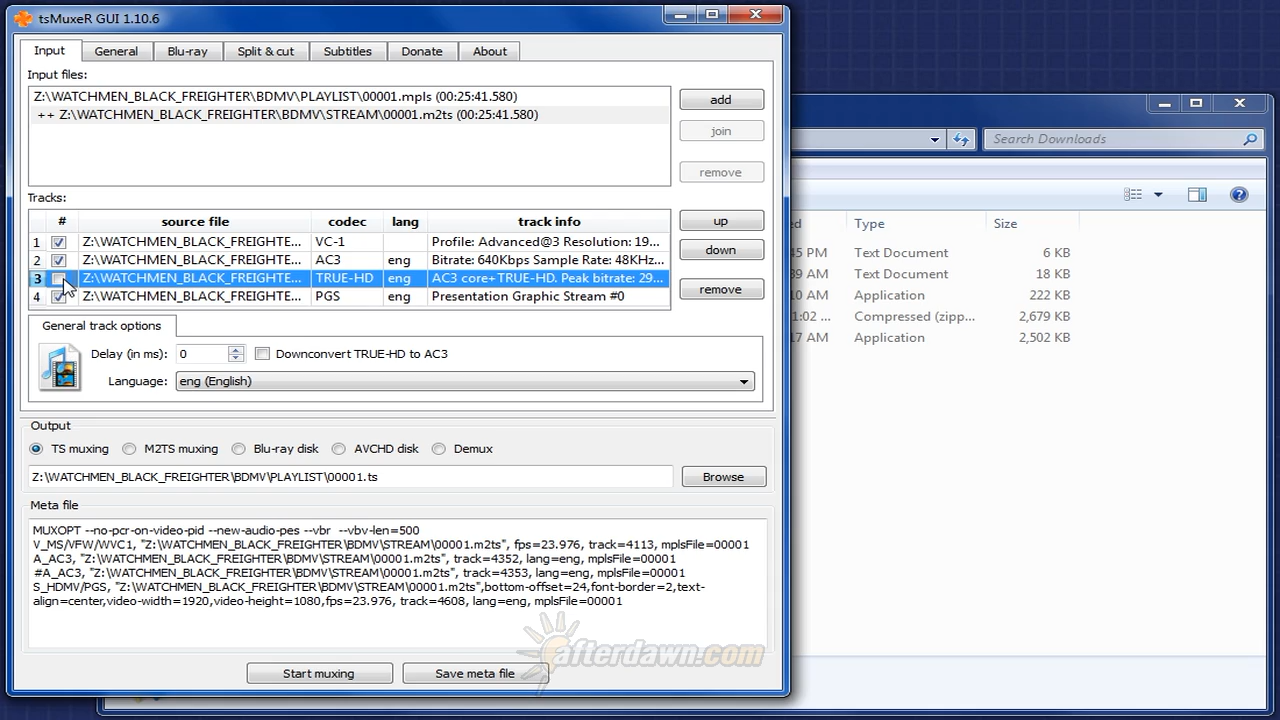 tsMuxeR GUI 1.10.6
Input General Blu-ray Split & cut Subtitles Donate About
Input files:
Z:\WATCHMEN_BLACK_FREIGHTER\BDMV\PLAYLIST\00001.mpls (00:25:41.580)
++ Z:\WATCHMEN_BLACK_FREIGHTER\BDMV\STREAM\00001.m2ts (00:25:41.580)
add
join
remove
Tracks:
# source file codec lang track info
1 Z:\WATCHMEN_BLACK_FREIGHTE... VC-1 Profile: Advanced@3 Resolution: 19...
2 Z:\WATCHMEN_BLACK_FREIGHTE... AC3 eng Bitrate: 640Kbps Sample Rate: 48KHz...
3 Z:\WATCHMEN_BLACK_FREIGHTE... TRUE-HD eng AC3 core+TRUE-HD. Peak bitrate: 29...
4 Z:\WATCHMEN_BLACK_FREIGHTE... PGS eng Presentation Graphic Stream #0
up
down
remove
General track options
Delay (in ms): 0 Downconvert TRUE-HD to AC3
Language: eng (English)
Output
TS muxing M2TS muxing Blu-ray disk AVCHD disk Demux
Z:\WATCHMEN_BLACK_FREIGHTER\BDMV\PLAYLIST\00001.ts Browse
Meta file
MUXOPT --no-pcr-on-video-pid --new-audio-pes --vbr --vbv-len=500
V_MS/VFW/WVC1, "Z:\WATCHMEN_BLACK_FREIGHTER\BDMV\STREAM\00001.m2ts", fps=23.976, track=4113, mplsFile=00001
A_AC3, "Z:\WATCHMEN_BLACK_FREIGHTER\BDMV\STREAM\00001.m2ts", track=4352, lang=eng, mplsFile=00001
#A_AC3, "Z:\WATCHMEN_BLACK_FREIGHTER\BDMV\STREAM\00001.m2ts", track=4353, lang=eng, mplsFile=00001
S_HDMV/PGS, "Z:\WATCHMEN_BLACK_FREIGHTER\BDMV\STREAM\00001.m2ts",bottom-offset=24,font-border=2,text-
align=center,video-width=1920,video-height=1080,fps=23.976, track=4608, lang=eng, mplsFile=00001
afterdawn.com
Start muxing Save meta file
Search Downloads
Type Size
45 PM Text Document 6 KB
39 AM Text Document 18 KB
AM Application 222 KB
1:02 ... Compressed (zipp... 2,679 KB
17 AM Application 2,502 KB